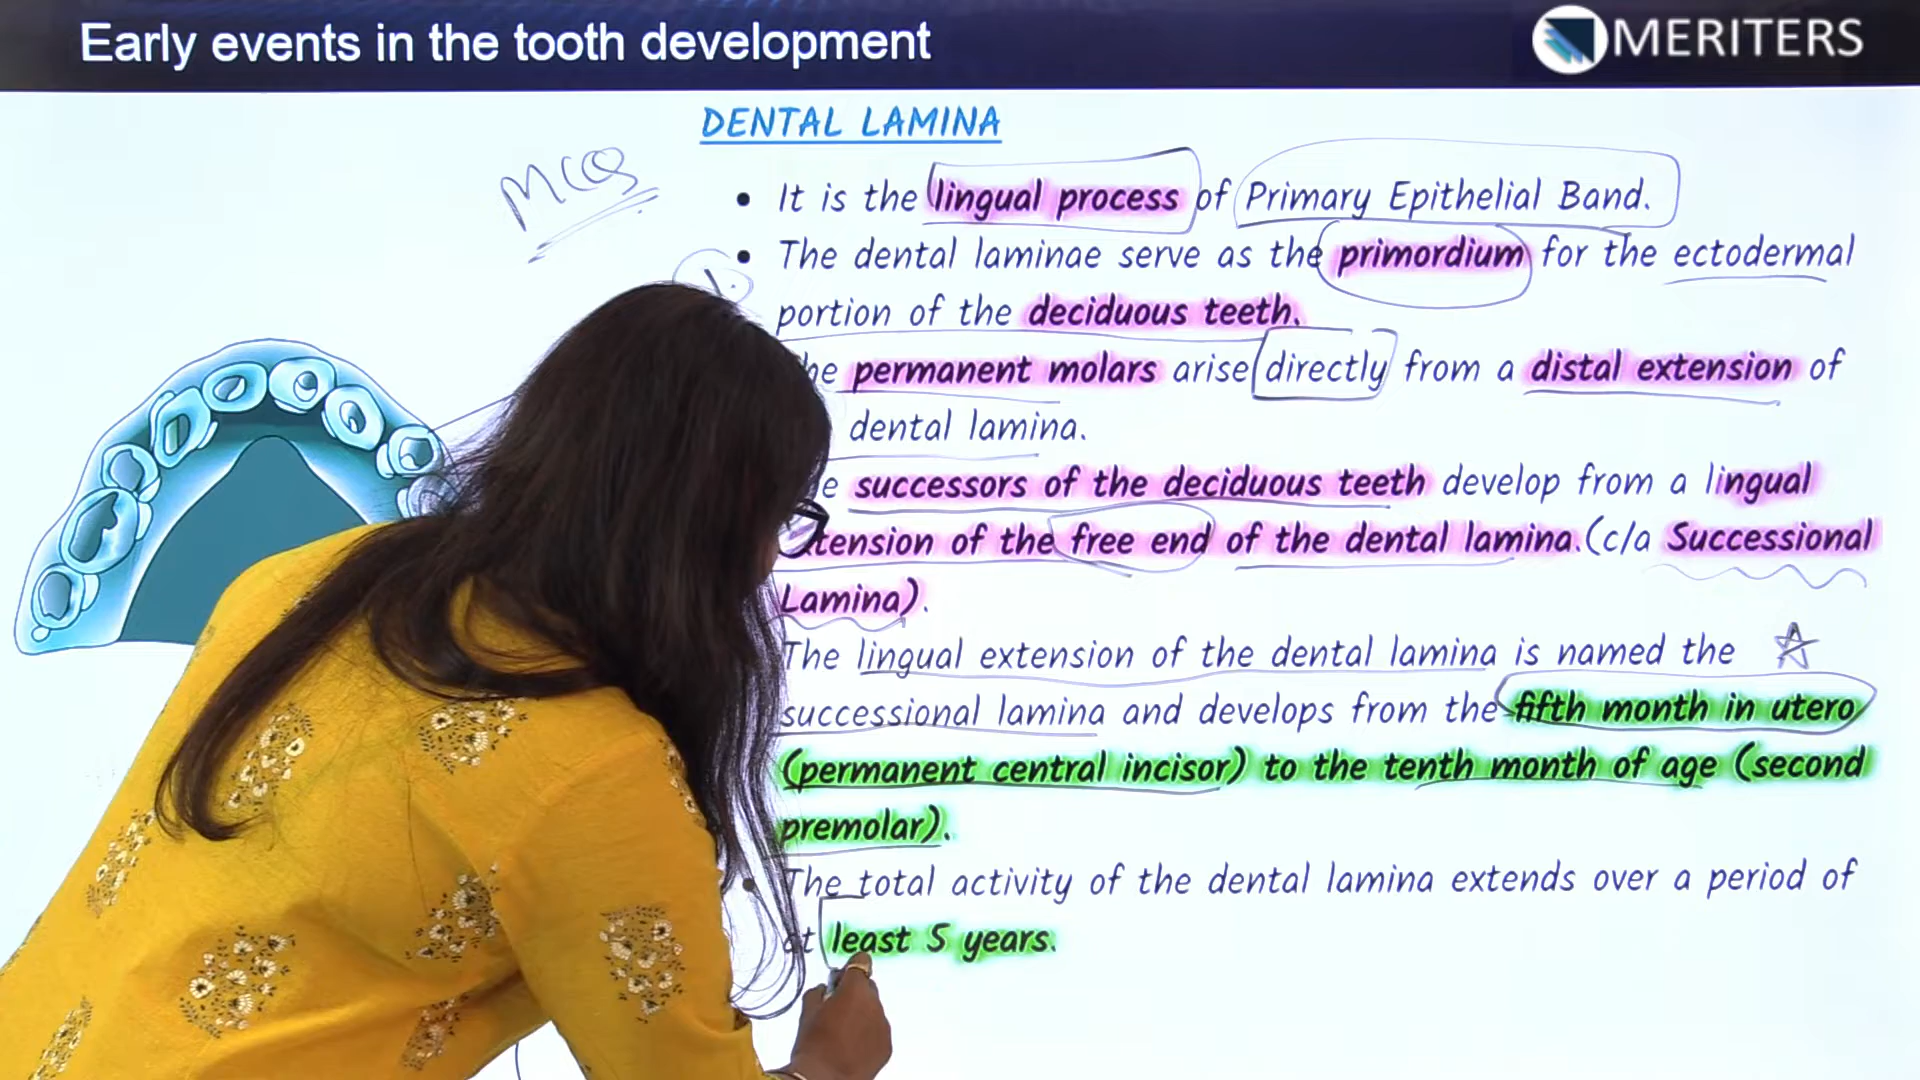 Early events in the tooth development
MERITERS
DENTAL LAMINA
MCQs
• It is the lingual process of Primary Epithelial Band.
• The dental laminae serve as the primordium for the ectodermal
portion of the deciduous teeth.
permanent molars arise directly from a distal extension of
dental lamina.
successors of the deciduous teeth develop from a lingual
of the free end of the dental lamina.(c/a Successional
Lamina).
The lingual extension of the dental lamina is named the
successional lamina and develops from the fifth month in utero
(permanent central incisor) to the tenth month of age (second
premolar).
• The total activity of the dental lamina extends over a period of
at least 5 years.